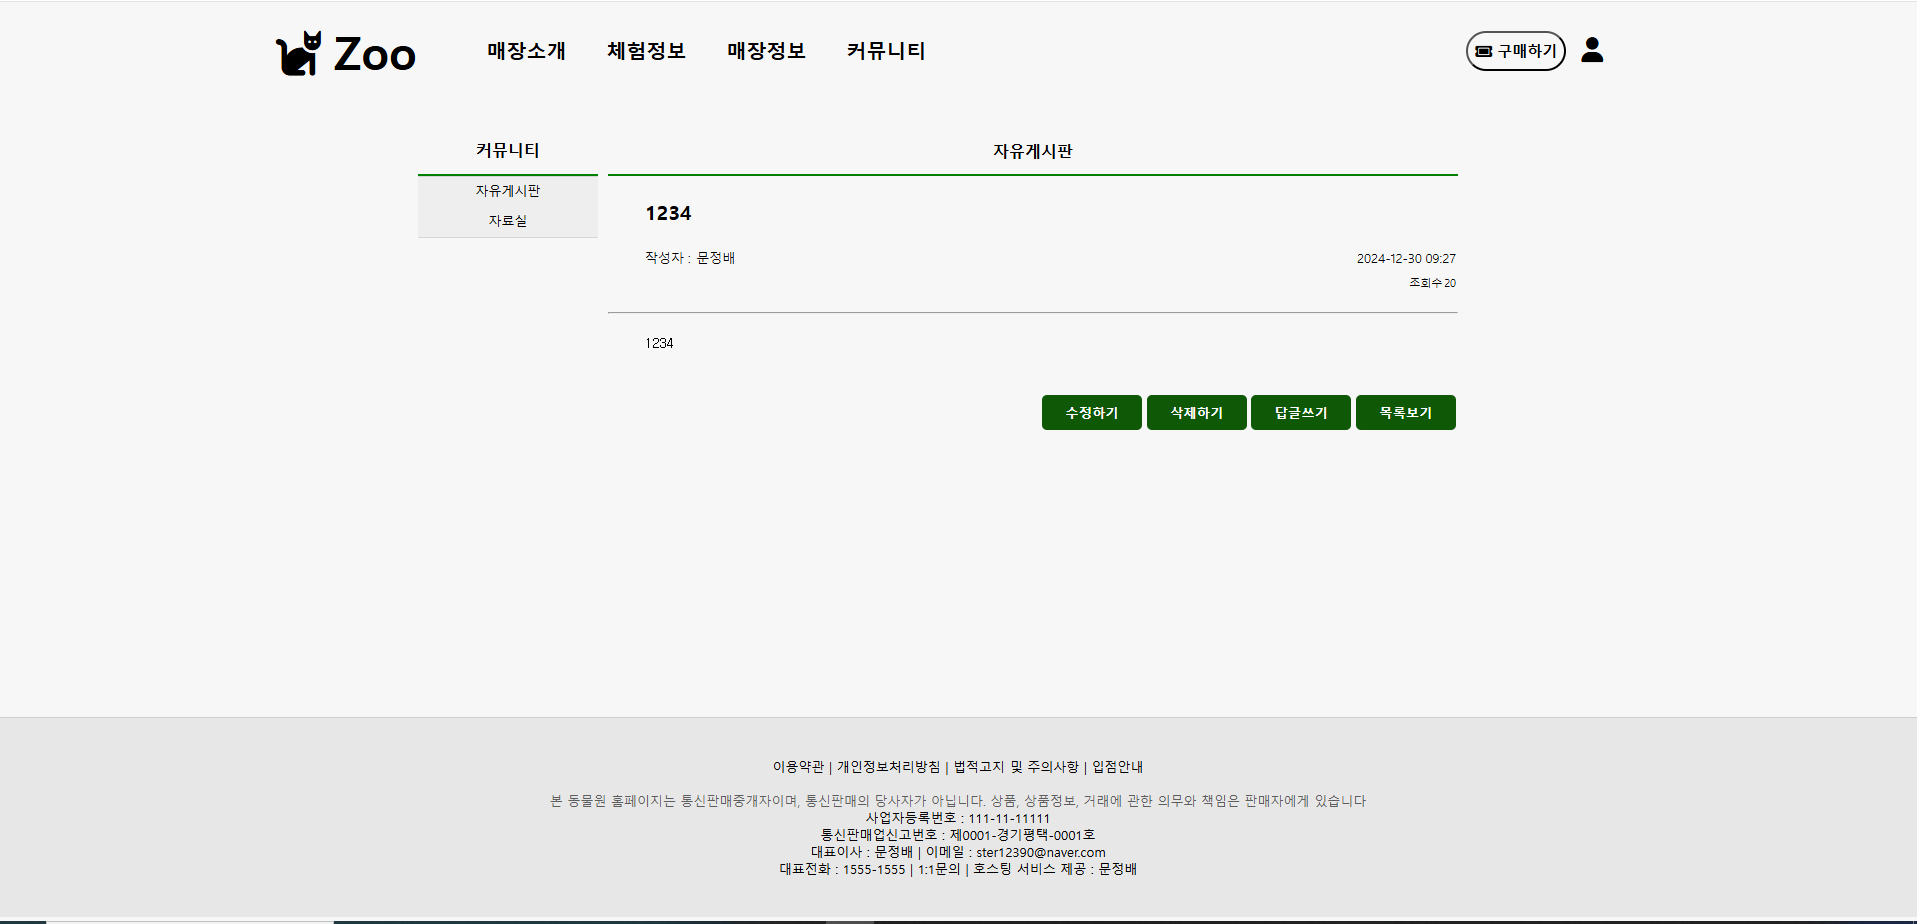 Zoo
매장소개 체험정보 매장정보 커뮤니티
구매하기
커뮤니티
자유게시판
자료실
자유게시판
1234
작성자 : 문정배
2024-12-30 09:27
조회수 20
1234
수정하기 삭제하기 답글쓰기 목록보기
이용약관 | 개인정보처리방침 | 법적고지 및 주의사항 | 입점안내
본 동물원 홈페이지는 통신판매중개자이며, 통신판매의 당사자가 아닙니다. 상품, 상품정보, 거래에 관한 의무와 책임은 판매자에게 있습니다
사업자등록번호 : 111-11-11111
통신판매업신고번호 : 제0001-경기평택-0001호
대표이사 : 문정배 | 이메일 : ster12390@naver.com
대표전화 : 1555-1555 | 1:1문의 | 호스팅 서비스 제공 : 문정배